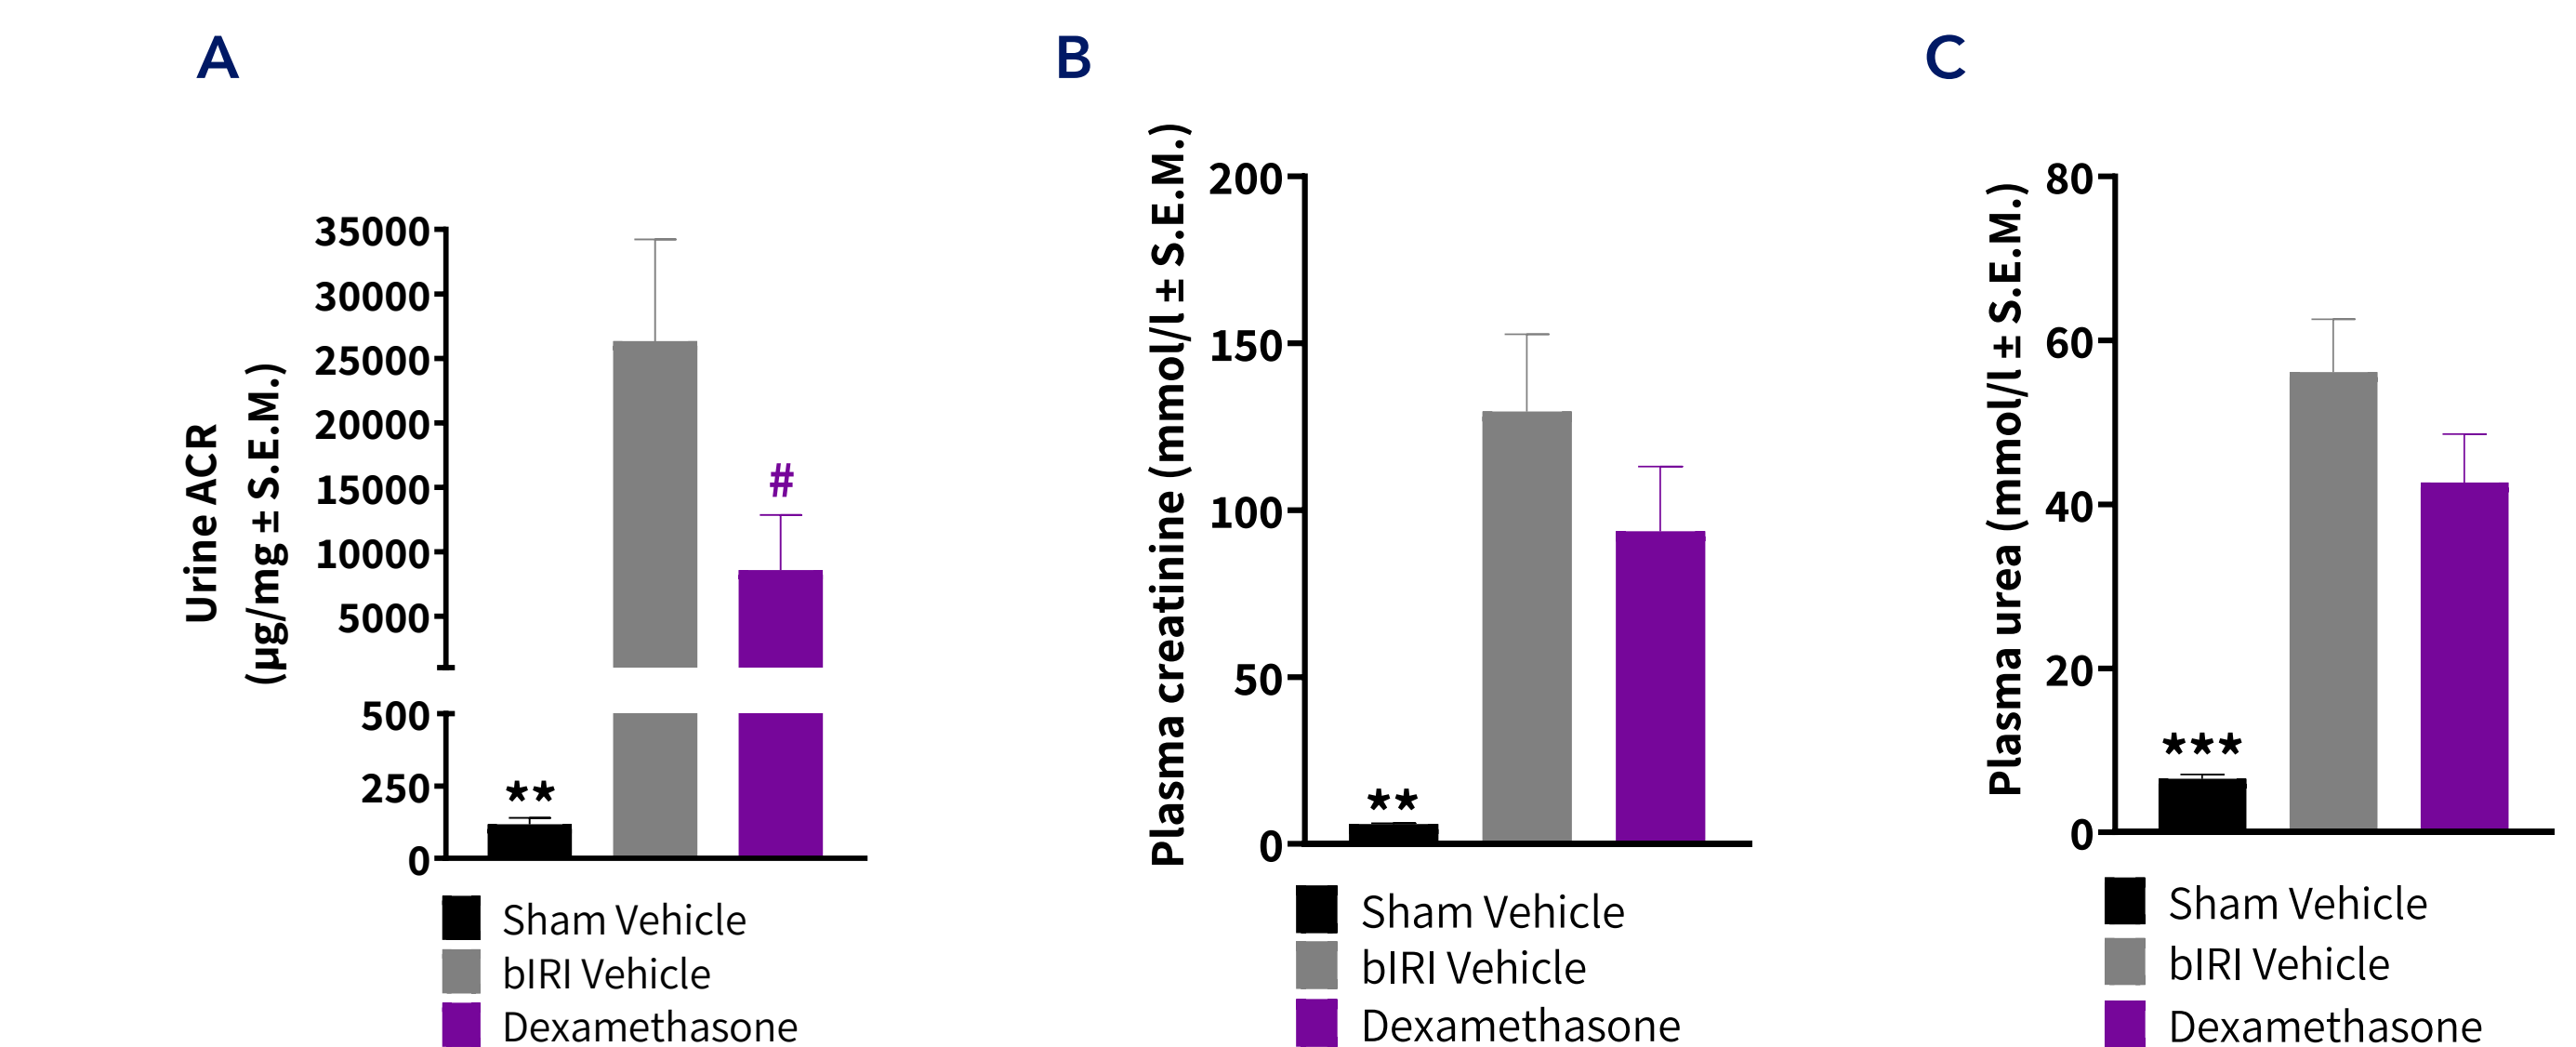 A
Urine ACR
(µg/mg ± S.E.M.)
35000
30000
25000
20000
15000
10000
5000
500
250
0
**
#
Sham Vehicle
bIRI Vehicle
Dexamethasone
B
Plasma creatinine (mmol/l ± S.E.M.)
200
150
100
50
0
**
Sham Vehicle
bIRI Vehicle
Dexamethasone
C
Plasma urea (mmol/l ± S.E.M.)
80
60
40
20
0
***
Sham Vehicle
bIRI Vehicle
Dexamethasone